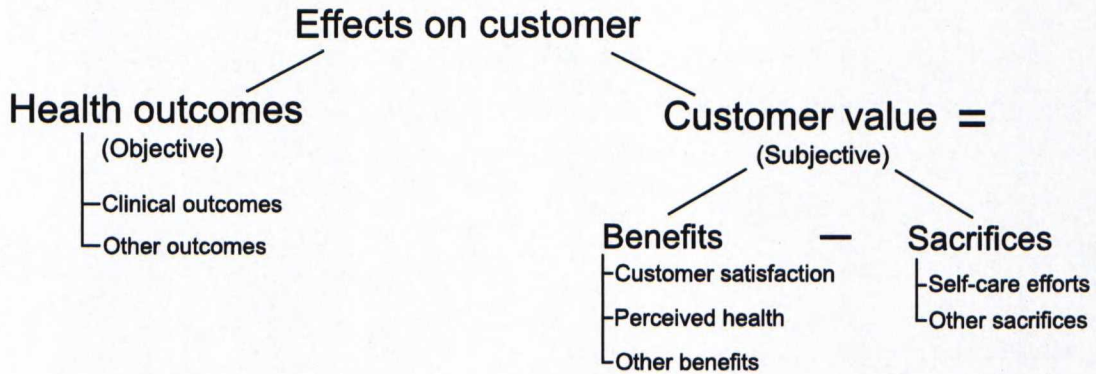 Effects on customer
Health outcomes
(Objective)
Clinical outcomes
Other outcomes
Customer value =
(Subjective)
Benefits – Sacrifices
Customer satisfaction
Perceived health
Other benefits
Self-care efforts
Other sacrifices